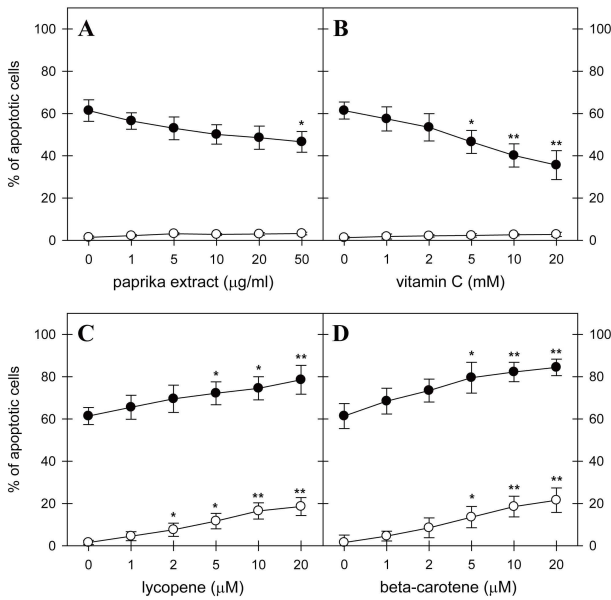 A
B
100
80
60
40
20
0
% of apoptotic cells
*
* ** **
100
80
60
40
20
0
0 1 5 10 20 50
paprika extract (μg/ml)
0 1 2 5 10 20
vitamin C (mM)
C
D
100
80
60
40
20
0
% of apoptotic cells
* * **
* * ** **
* ** **
* ** **
100
80
60
40
20
0
0 1 2 5 10 20
lycopene (μM)
0 1 2 5 10 20
beta-carotene (μM)